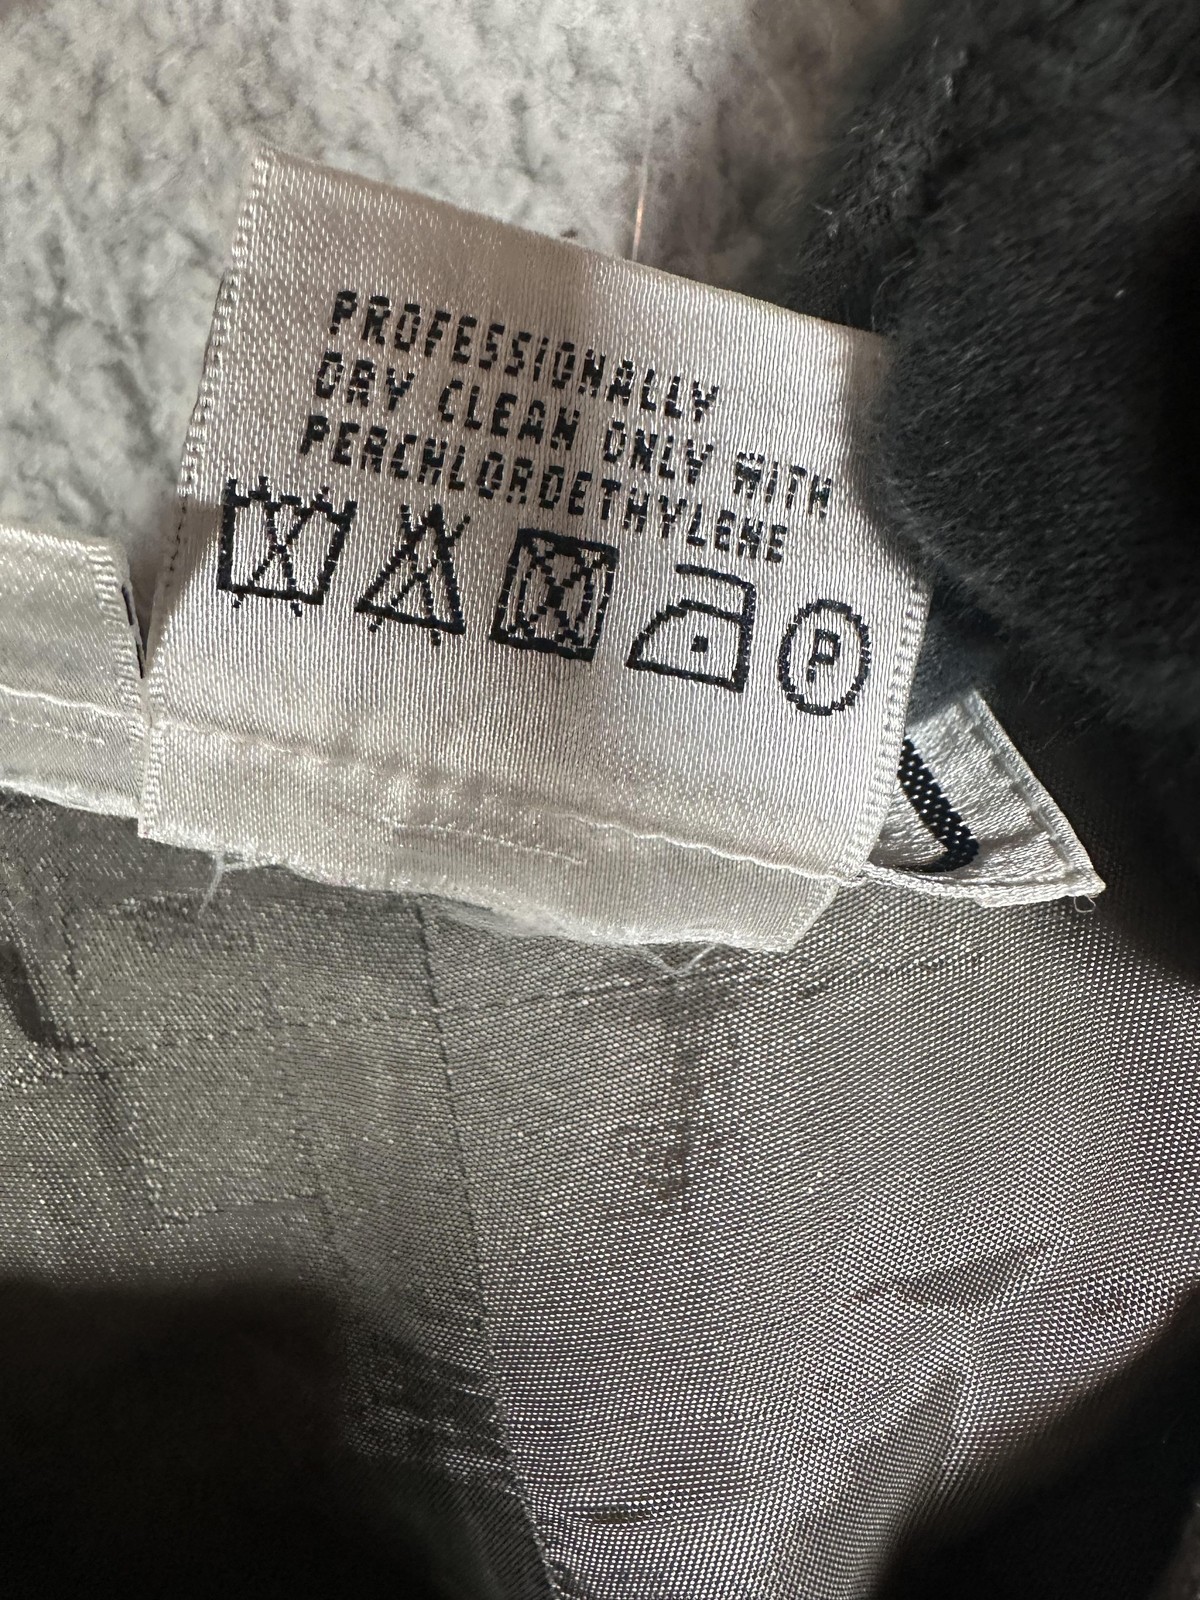 PROFESSIONALLY
DRY CLEAN ONLY WITH
PERCHLOROETHYLENE
P